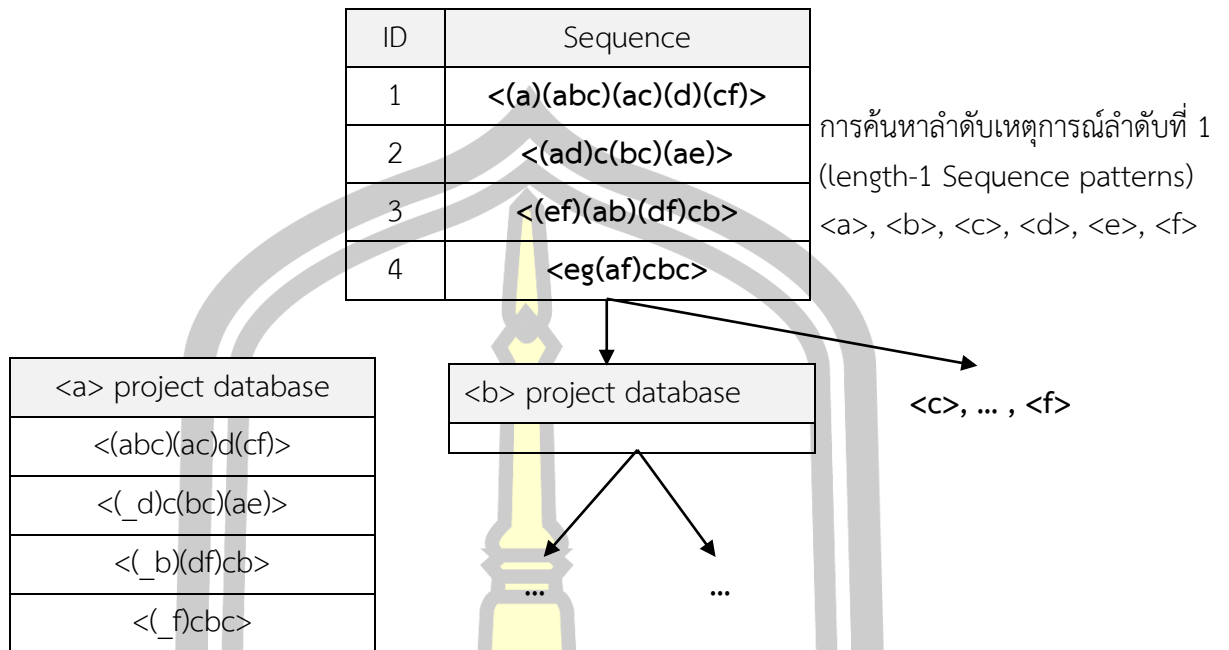 ID Sequence
1 <(a)(abc)(ac)(d)(cf)>
2 <(ad)c(bc)(ae)>
3 <(ef)(ab)(df)cb>
4 <eg(af)cbc>
การค้นหาลำดับเหตุการณ์ลำดับที่ 1
(length-1 Sequence patterns)
<a>, <b>, <c>, <d>, <e>, <f>
<a> project database
<(abc)(ac)d(cf)>
<(_d)c(bc)(ae)>
<(_b)(df)cb>
<(_f)cbc>
<b> project database
<c>, ... , <f>
... ...